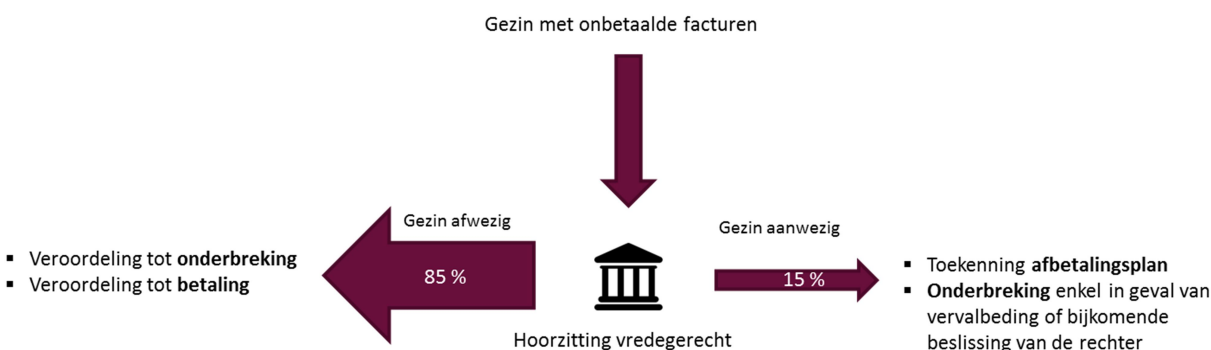 Gezin met onbetaalde facturen
Gezin afwezig
85 %
▪ Veroordeling tot onderbreking
▪ Veroordeling tot betaling
Hoorzitting vredegerecht
Gezin aanwezig
15 %
▪ Toekenning afbetalingsplan
▪ Onderbreking enkel in geval van
vervalbeding of bijkomende
beslissing van de rechter